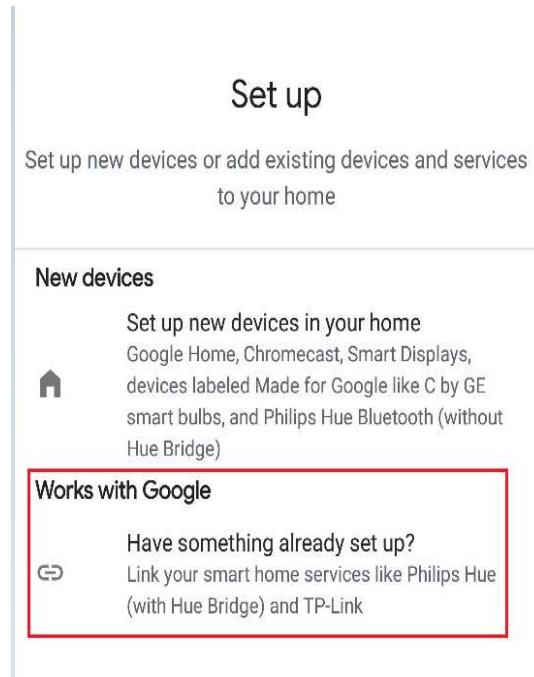 Set up
Set up new devices or add existing devices and services
to your home
New devices
Set up new devices in your home
Google Home, Chromecast, Smart Displays,
devices labeled Made for Google like C by GE
smart bulbs, and Philips Hue Bluetooth (without
Hue Bridge)
Works with Google
Have something already set up?
Link your smart home services like Philips Hue
(with Hue Bridge) and TP-Link